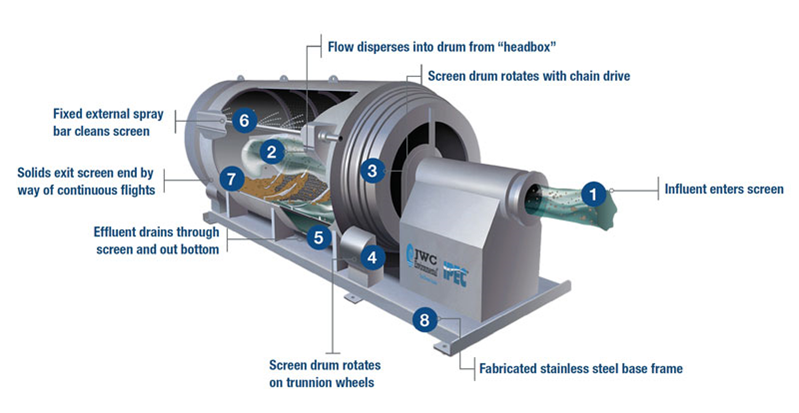 Flow disperses into drum from “headbox”
Screen drum rotates with chain drive
Fixed external spray
bar cleans screen
6
2
Solids exit screen end by
way of continuous flights
7
3
1
Influent enters screen
Effluent drains through
screen and out bottom
5
4
JWC
IPEC
8
Screen drum rotates
on trunnion wheels
Fabricated stainless steel base frame